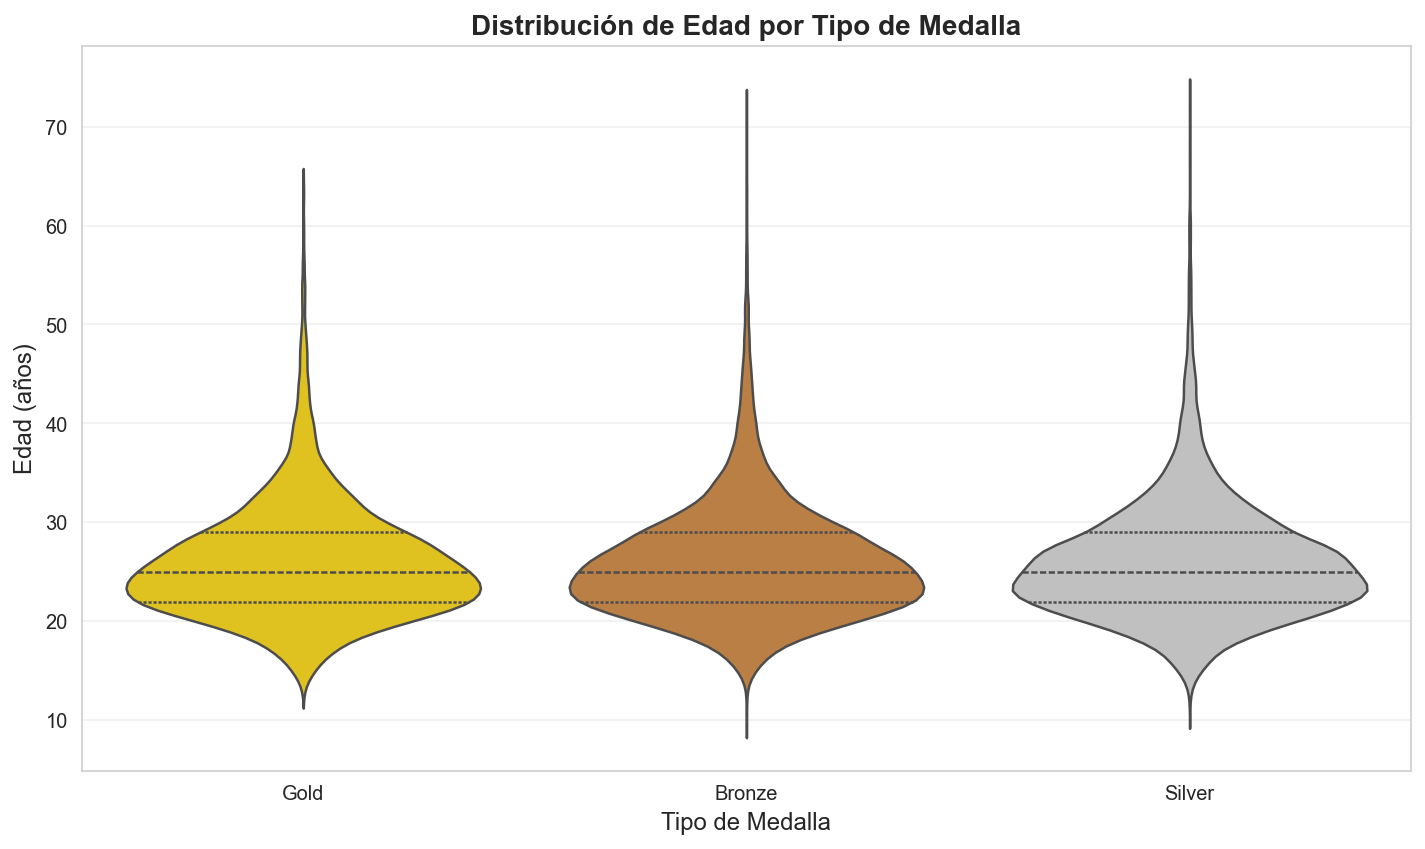 Distribución de Edad por Tipo de Medalla
Edad (años)
70
60
50
40
30
20
10
Gold
Bronze
Silver
Tipo de Medalla